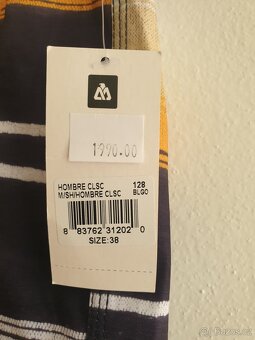 1990.00
HOMBRE CLSC 128
M/SH/HOMBRE CLSC BLGO
8 83762 31202 0
SIZE:38